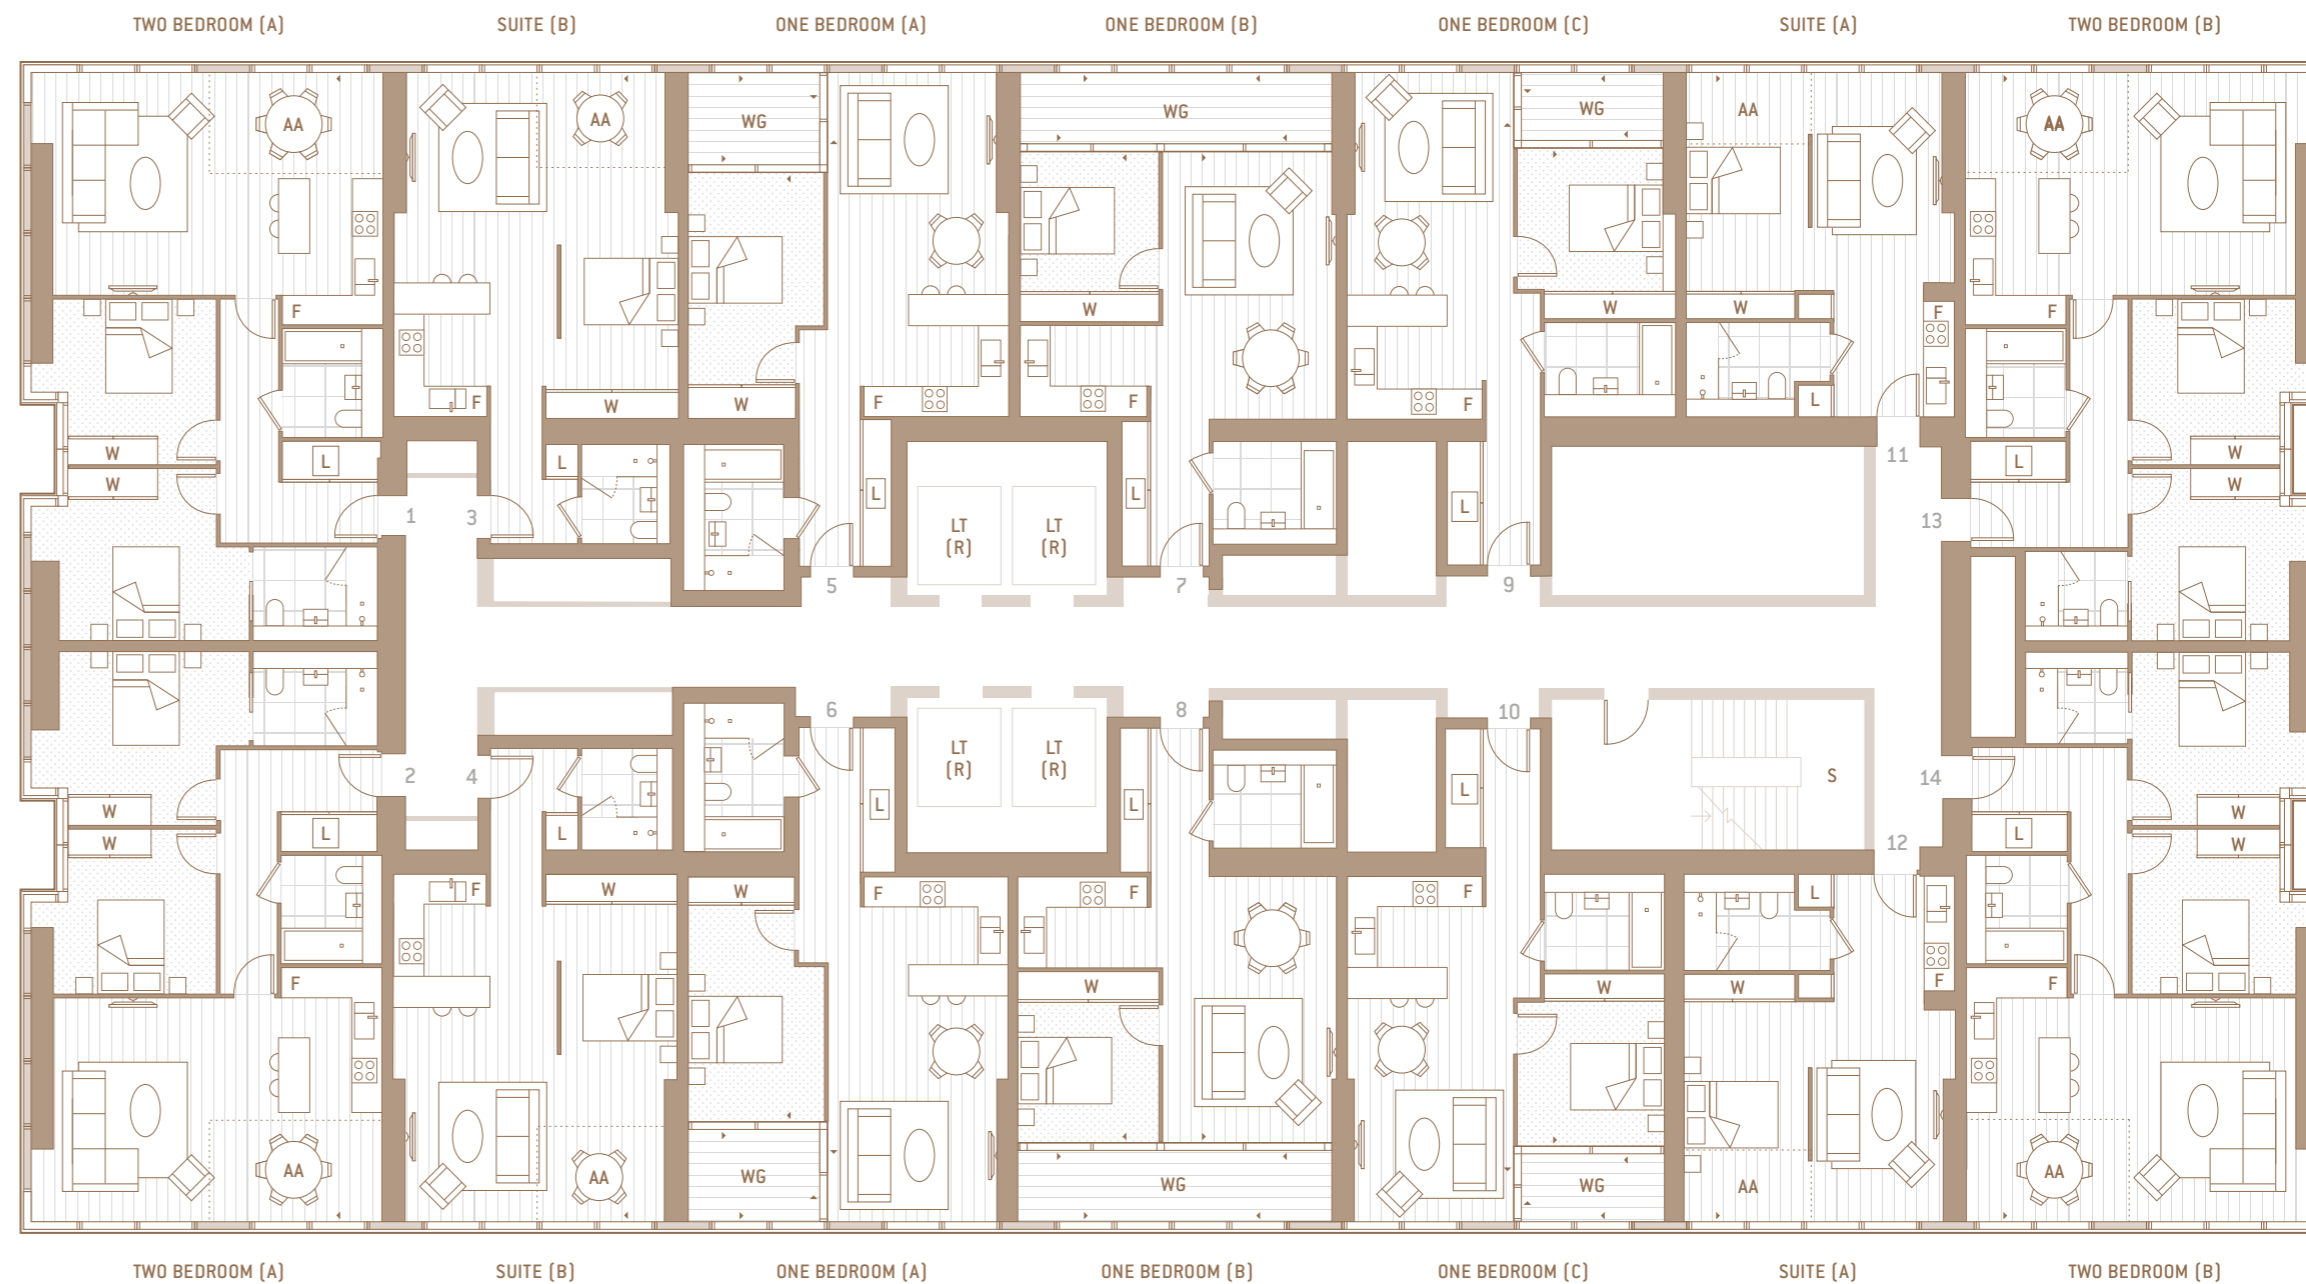 TWO BEDROOM (A) SUITE (B) ONE BEDROOM (A) ONE BEDROOM (B) ONE BEDROOM (C) SUITE (A) TWO BEDROOM (B)
AA AA WG WG WG AA AA
F W W F F W W F F
W F W F F F W L W
W L L 11 L W
1 3 L L L 13
LT LT
(R) (R)
5 7 9
6 8 10
LT LT
(R) (R)
2 4 S 14
W L L L L L 12 L
W F W W F F F W L W
F W W W F F
AA AA WG WG WG AA AA
TWO BEDROOM (A) SUITE (B) ONE BEDROOM (A) ONE BEDROOM (B) ONE BEDROOM (C) SUITE (A) TWO BEDROOM (B)